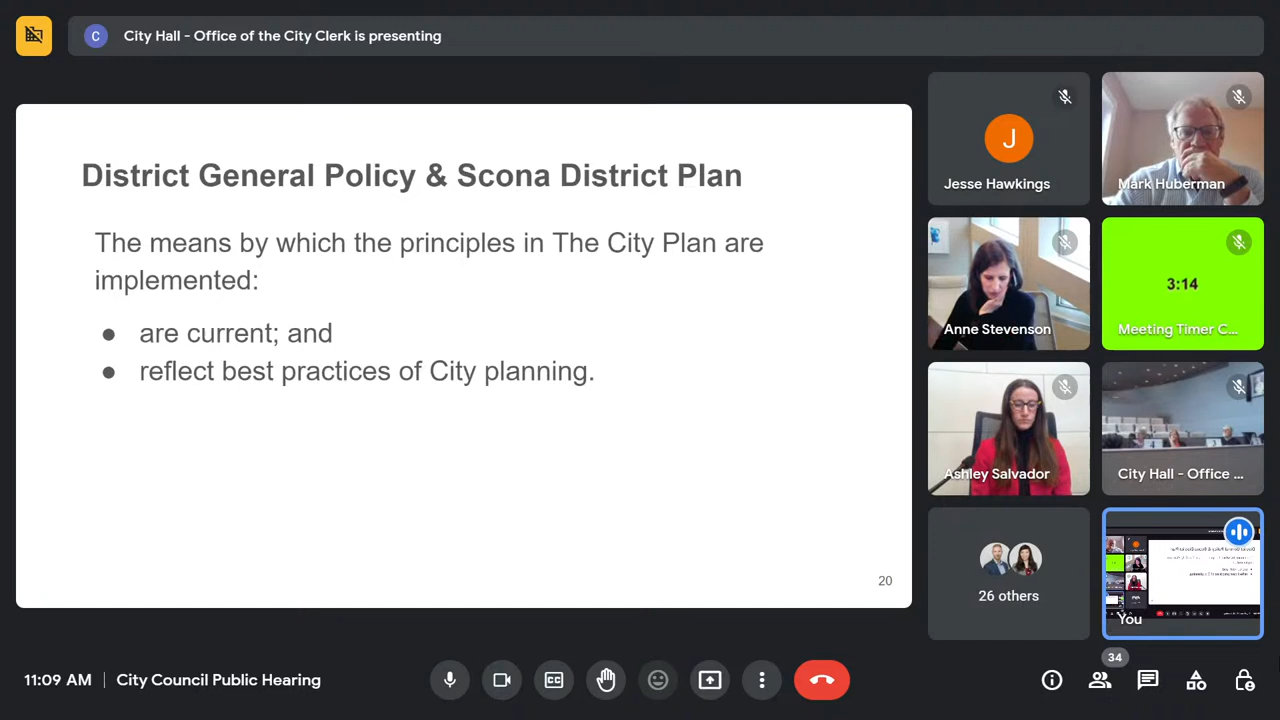 C
City Hall - Office of the City Clerk is presenting
District General Policy & Scona District Plan
The means by which the principles in The City Plan are
implemented:
● are current; and
● reflect best practices of City planning.
20
J
Jesse Hawkings
Mark Huberman
Anne Stevenson
3:14
Meeting Timer C...
Ashley Salvador
City Hall - Office ...
26 others
You
11:09 AM | City Council Public Hearing
CC
34